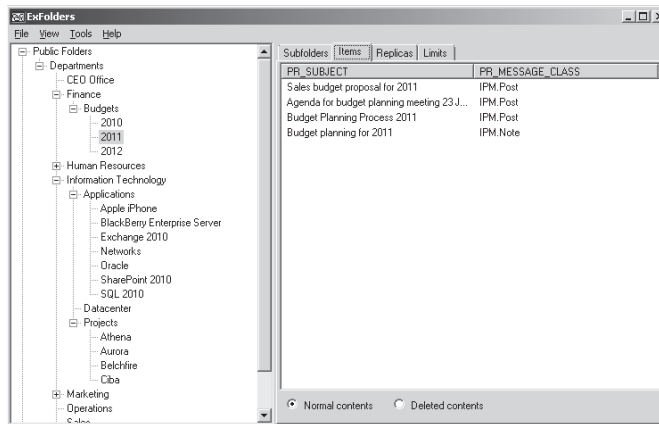 ExFolders
File View Tools Help
Public Folders
Departments
CEO Office
Finance
Budgets
2010
2011
2012
Human Resources
Information Technology
Applications
Apple iPhone
BlackBerry Enterprise Server
Exchange 2010
Networks
Oracle
SharePoint 2010
SQL 2010
Datacenter
Projects
Athena
Aurora
Belchfire
Ciba
Marketing
Operations
Sales
Subfolders Items Replicas Limits
PR_SUBJECT PR_MESSAGE_CLASS
Sales budget proposal for 2011 IPM.Post
Agenda for budget planning meeting 23 J... IPM.Post
Budget Planning Process 2011 IPM.Post
Budget planning for 2011 IPM.Note
Normal contents Deleted contents